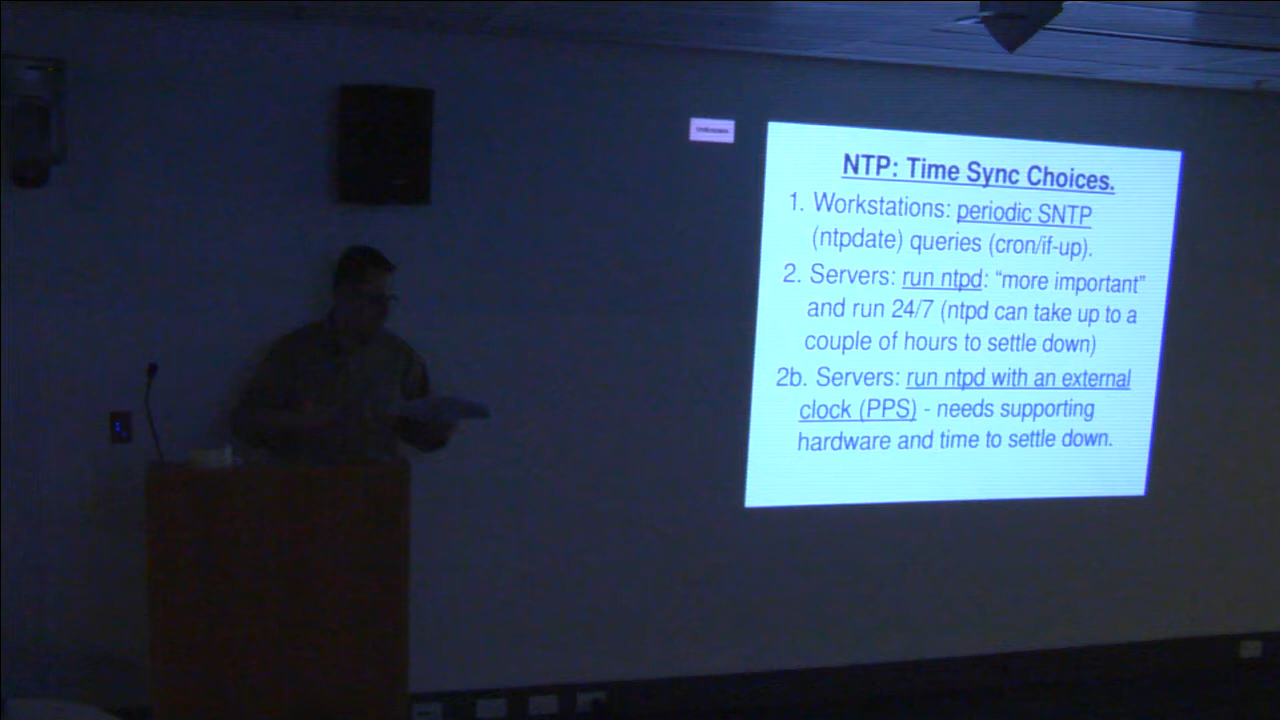 NTP: Time Sync Choices.
1. Workstations: periodic SNTP
(ntpdate) queries (cron/if-up).
2. Servers: run ntpd: “more important”
and run 24/7 (ntpd can take up to a
couple of hours to settle down)
2b. Servers: run ntpd with an external
clock (PPS) - needs supporting
hardware and time to settle down.